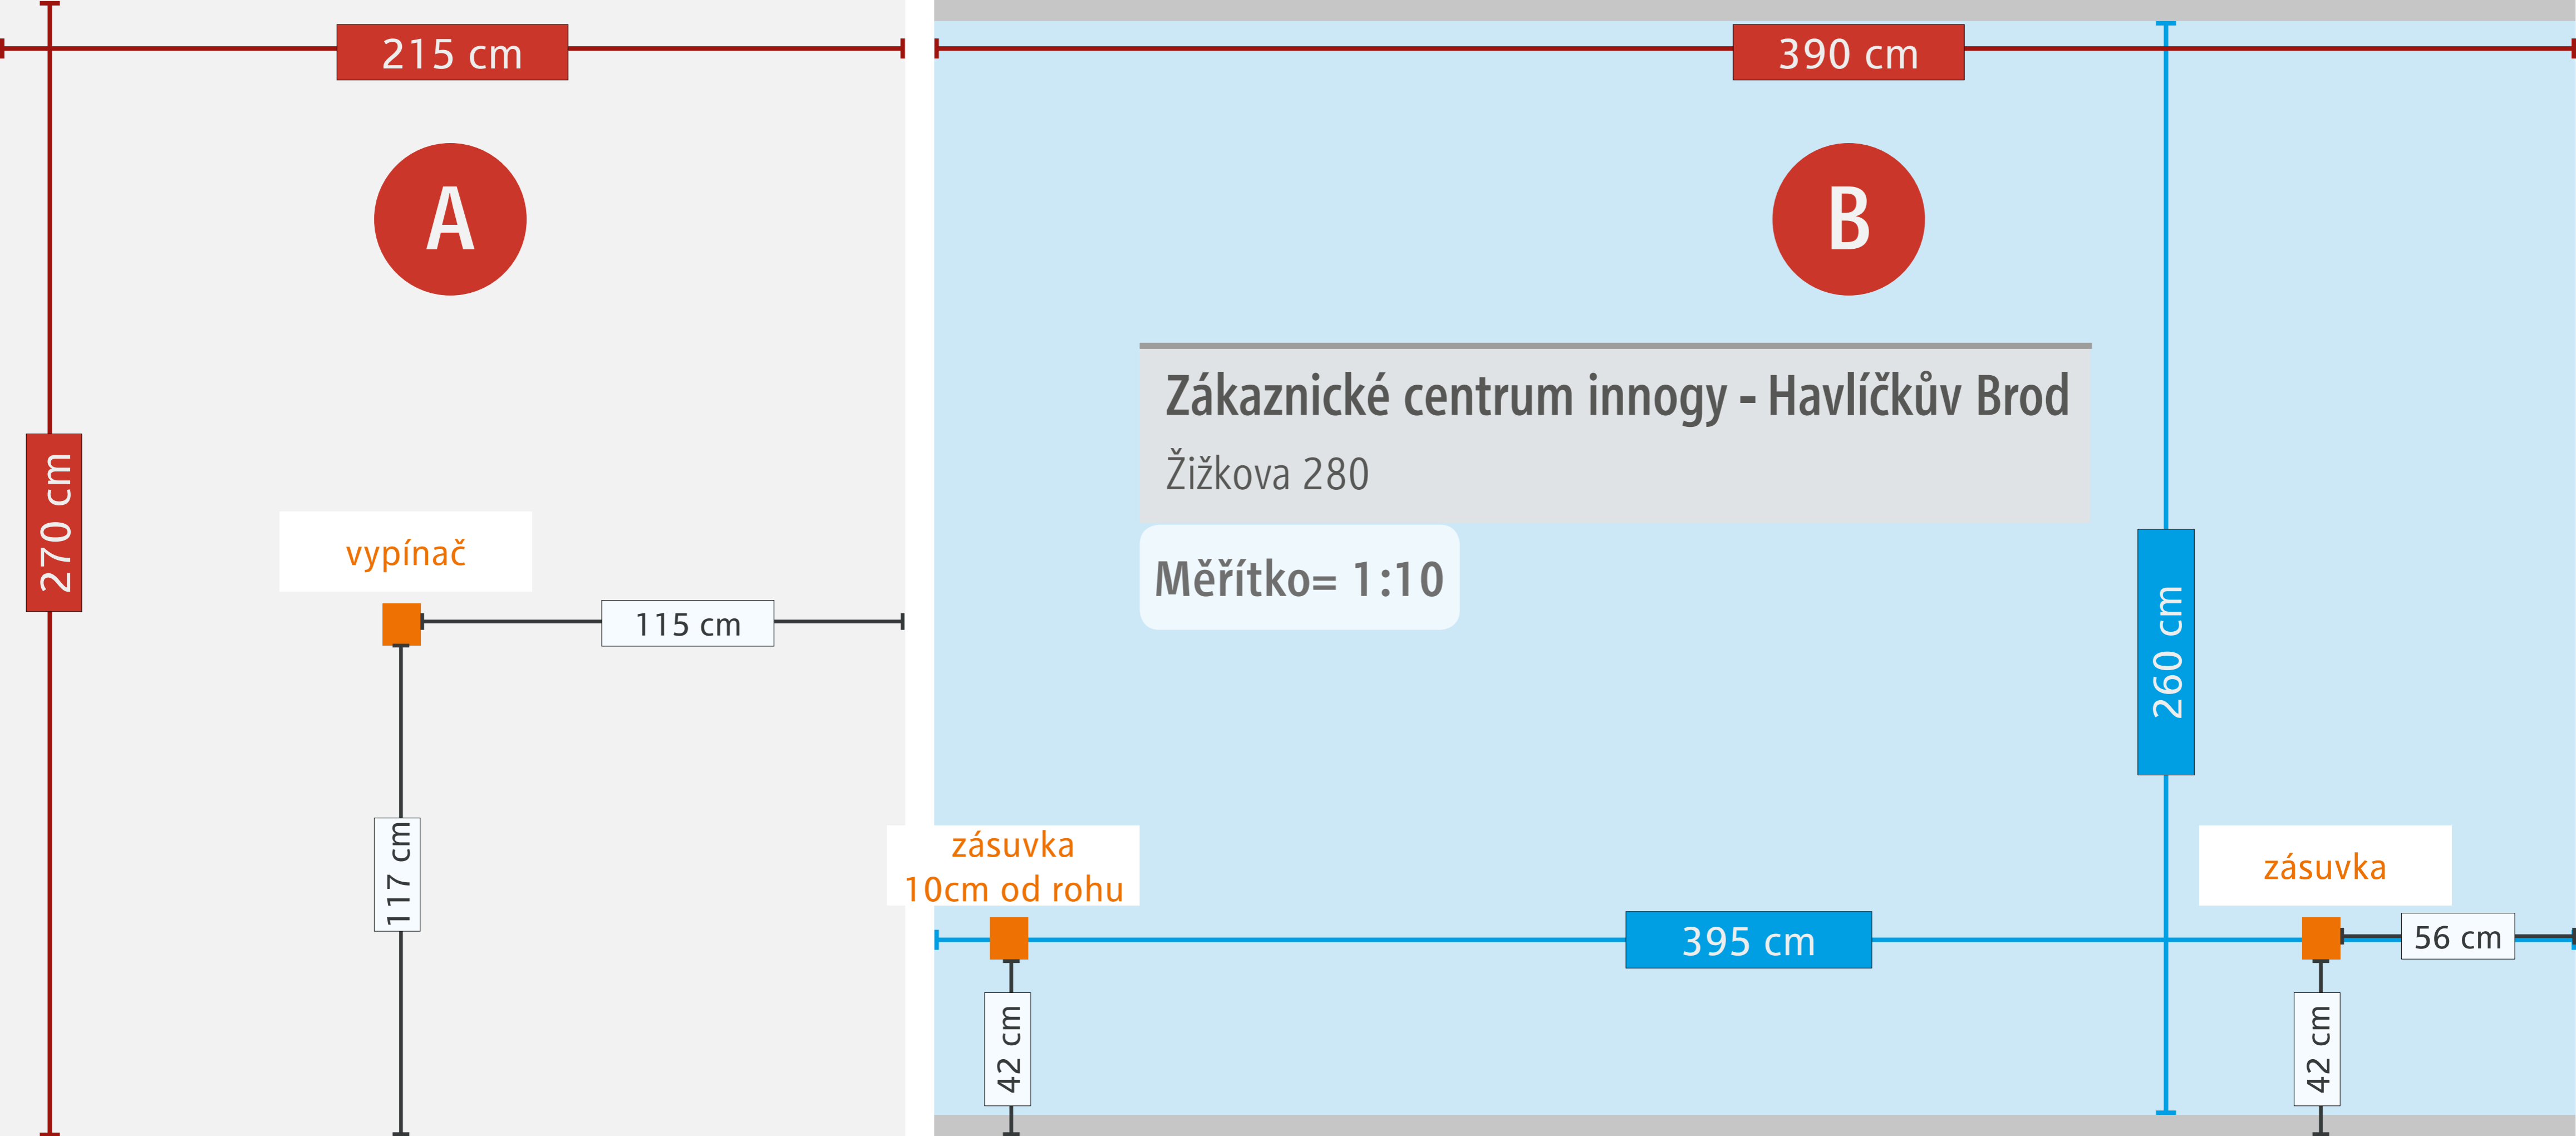 215 cm
390 cm
A
B
Zákaznické centrum innogy - Havlíčkův Brod
Žižkova 280
270 cm
vypínač
Měřítko= 1:10
115 cm
260 cm
117 cm
zásuvka
10cm od rohu
zásuvka
395 cm
56 cm
42 cm
42 cm